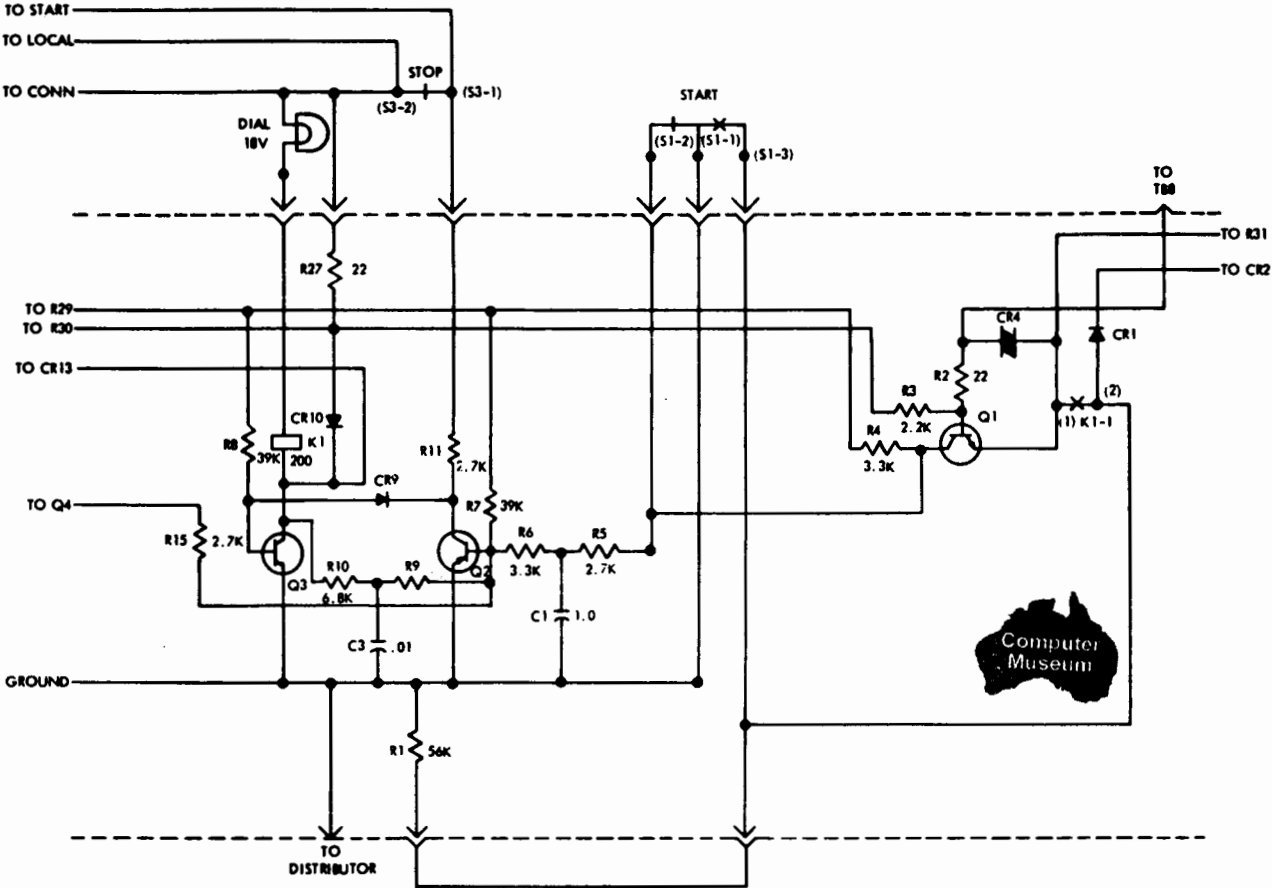 TO START
TO LOCAL
STOP
TO CONN
(S3-2)
(S3-1)
START
DIAL
18V
(S1-2)
(S1-1)
(S1-3)
TO
TB8
TO R31
R27
22
TO CR2
TO R29
TO R30
CR4
CR1
TO CR13
R2
22
R3
2.2K
(2)
(1)
K1-1
CR10
Q1
R4
3.3K
R8
39K
K1
200
R11
2.7K
CR9
R7
39K
TO Q4
R15
2.7K
R6
3.3K
R5
2.7K
Q3
Q2
R10
6.8K
R9
C1
1.0
C3
.01
Computer
Museum
GROUND
R1
56K
TO
DISTRIBUTOR